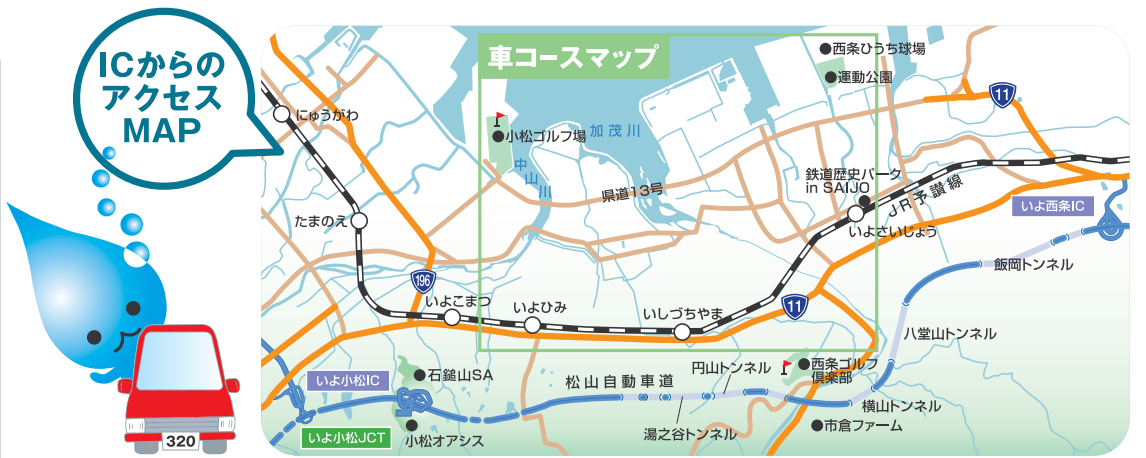 ICからの
アクセス
MAP
車コースマップ
西条ひうち球場
運動公園
11
にゅうがわ
小松ゴルフ場
加茂川
中山川
県道13号
鉄道歴史パーク
in SAIJO
JR予讃線
いよ西条IC
たまのえ
いよさいじょう
飯岡トンネル
196
いよこまつ
いよひみ
いしづちやま
11
八堂山トンネル
いよ小松IC
石鎚山SA
松山自動車道
円山トンネル
西条ゴルフ
倶楽部
横山トンネル
いよ小松JCT
小松オアシス
湯之谷トンネル
市倉ファーム
320